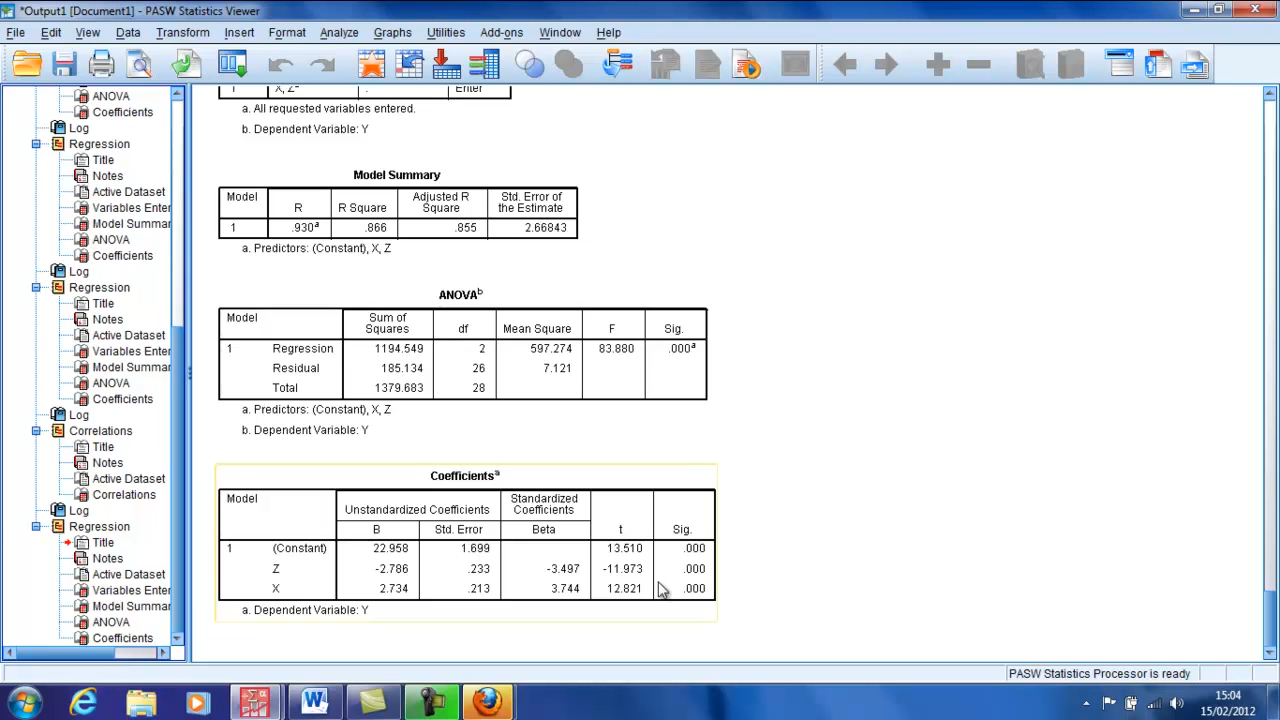 *Output1 [Document1] - PASW Statistics Viewer
File Edit View Data Transform Insert Format Analyze Graphs Utilities Add-ons Window Help
ANOVA
Coefficients
Log
Regression
Title
Notes
Active Dataset
Variables Enter
Model Summar
ANOVA
Coefficients
Log
Regression
Title
Notes
Active Dataset
Variables Enter
Model Summar
ANOVA
Coefficients
Log
Correlations
Title
Notes
Active Dataset
Correlations
Log
Regression
Title
Notes
Active Dataset
Variables Enter
Model Summar
ANOVA
Coefficients
1 X, Zᵃ . Enter
a. All requested variables entered.
b. Dependent Variable: Y
Model Summary
Model R R Square Adjusted R Square Std. Error of the Estimate
1 .930ᵃ .866 .855 2.66843
a. Predictors: (Constant), X, Z
ANOVAᵇ
Model Sum of Squares df Mean Square F Sig.
1 Regression 1194.549 2 597.274 83.880 .000ᵃ
Residual 185.134 26 7.121
Total 1379.683 28
a. Predictors: (Constant), X, Z
b. Dependent Variable: Y
Coefficientsᵃ
Model Unstandardized Coefficients Standardized Coefficients t Sig.
B Std. Error Beta
1 (Constant) 22.958 1.699 13.510 .000
Z -2.786 .233 -3.497 -11.973 .000
X 2.734 .213 3.744 12.821 .000
a. Dependent Variable: Y
PASW Statistics Processor is ready
15:04
15/02/2012